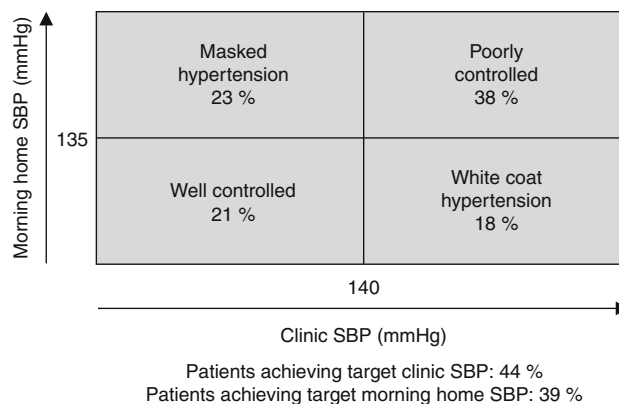 Morning home SBP (mmHg)
Masked
hypertension
23 %
Poorly
controlled
38 %
135
Well controlled
21 %
White coat
hypertension
18 %
140
Clinic SBP (mmHg)
Patients achieving target clinic SBP: 44 %
Patients achieving target morning home SBP: 39 %